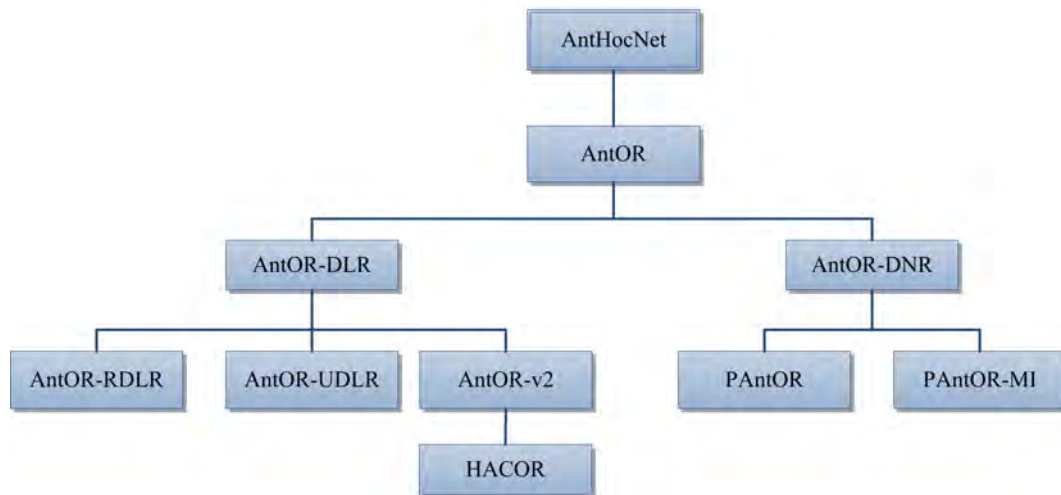 AntHocNet
AntOR
AntOR-DLR
AntOR-DNR
AntOR-RDLR
AntOR-UDLR
AntOR-v2
PAntOR
PAntOR-MI
HACOR